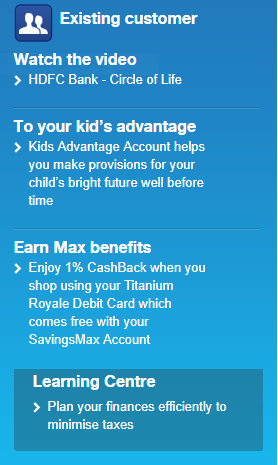 Existing customer
Watch the video
HDFC Bank - Circle of Life
To your kid's advantage
Kids Advantage Account helps
you make provisions for your
child's bright future well before
time
Earn Max benefits
Enjoy 1% CashBack when you
shop using your Titanium
Royale Debit Card which
comes free with your
SavingsMax Account
Learning Centre
Plan your finances efficiently to
minimise taxes